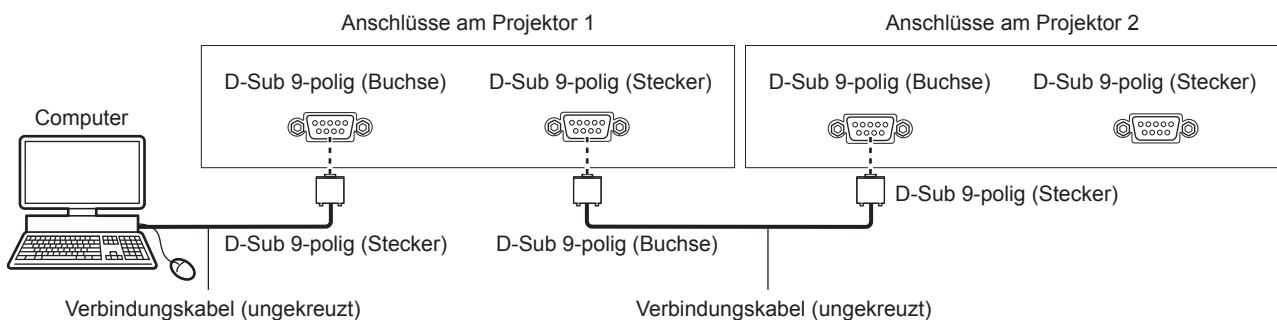 Anschlüsse am Projektor 1
Anschlüsse am Projektor 2
D-Sub 9-polig (Buchse)
D-Sub 9-polig (Stecker)
D-Sub 9-polig (Buchse)
D-Sub 9-polig (Stecker)
Computer
D-Sub 9-polig (Stecker)
D-Sub 9-polig (Stecker)
D-Sub 9-polig (Buchse)
Verbindungskabel (ungekreuzt)
Verbindungskabel (ungekreuzt)